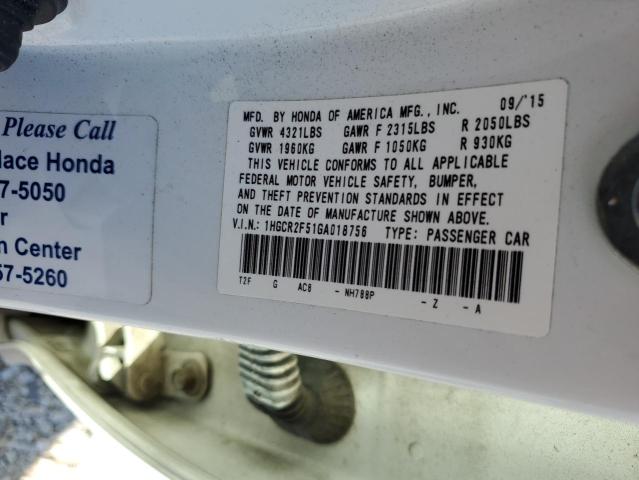 Please Call
lace Honda
7-5050
r
n Center
57-5260
MFD. BY HONDA OF AMERICA MFG., INC. 09/'15
GVWR 4321LBS GAWR F 2315LBS R 2050LBS
GVWR 1960KG GAWR F 1050KG R 930KG
THIS VEHICLE CONFORMS TO ALL APPLICABLE
FEDERAL MOTOR VEHICLE SAFETY, BUMPER,
AND THEFT PREVENTION STANDARDS IN EFFECT
ON THE DATE OF MANUFACTURE SHOWN ABOVE.
V.I.N.: 1HGCR2F51GA018756 TYPE: PASSENGER CAR
T2F G AC8 - NH788P - Z - A